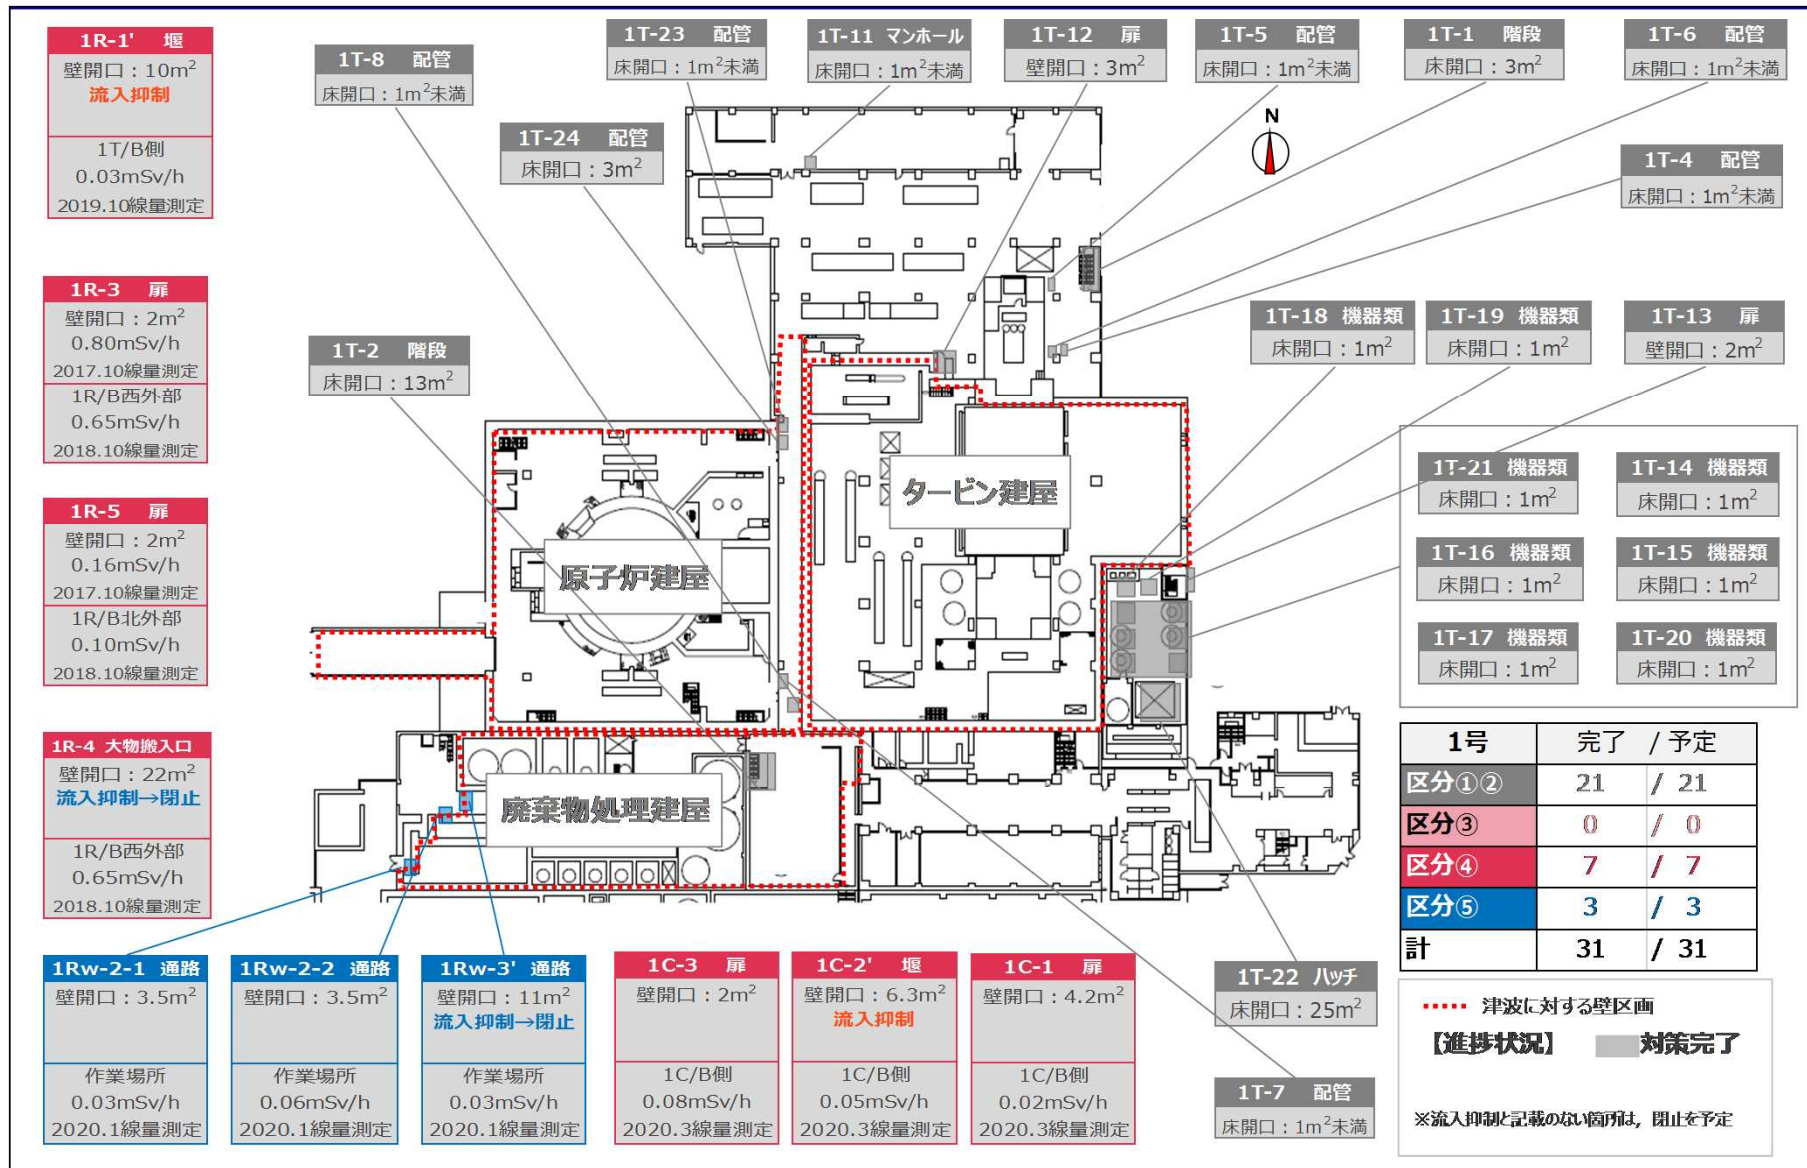 1R-1' 堰
壁開口：10m²
流入抑制
1T/B側
0.03mSv/h
2019.10線量測定
1T-8 配管
床開口：1m²未満
1T-23 配管
床開口：1m²未満
1T-11 マンホール
床開口：1m²未満
1T-12 扉
壁開口：3m²
1T-5 配管
床開口：1m²未満
1T-1 階段
床開口：3m²
1T-6 配管
床開口：1m²未満
1T-24 配管
床開口：3m²
N
1T-4 配管
床開口：1m²未満
1R-3 扉
壁開口：2m²
0.80mSv/h
2017.10線量測定
1R/B西外部
0.65mSv/h
2018.10線量測定
1T-2 階段
床開口：13m²
1T-18 機器類
床開口：1m²
1T-19 機器類
床開口：1m²
1T-13 扉
壁開口：2m²
1R-5 扉
壁開口：2m²
0.16mSv/h
2017.10線量測定
1R/B北外部
0.10mSv/h
2018.10線量測定
タービン建屋
原子炉建屋
廃棄物処理建屋
1T-21 機器類
床開口：1m²
1T-14 機器類
床開口：1m²
1T-16 機器類
床開口：1m²
1T-15 機器類
床開口：1m²
1T-17 機器類
床開口：1m²
1T-20 機器類
床開口：1m²
1R-4 大物搬入口
壁開口：22m²
流入抑制→閉止
1R/B西外部
0.65mSv/h
2018.10線量測定
1号 完了 / 予定
区分①② 21 / 21
区分③ 0 / 0
区分④ 7 / 7
区分⑤ 3 / 3
計 31 / 31
1Rw-2-1 通路
壁開口：3.5m²
作業場所
0.03mSv/h
2020.1線量測定
1Rw-2-2 通路
壁開口：3.5m²
作業場所
0.06mSv/h
2020.1線量測定
1Rw-3' 通路
壁開口：11m²
流入抑制→閉止
作業場所
0.03mSv/h
2020.1線量測定
1C-3 扉
壁開口：2m²
1C/B側
0.08mSv/h
2020.3線量測定
1C-2' 堰
壁開口：6.3m²
流入抑制
1C/B側
0.05mSv/h
2020.3線量測定
1C-1 扉
壁開口：4.2m²
1C/B側
0.02mSv/h
2020.3線量測定
1T-22 ハッチ
床開口：25m²
1T-7 配管
床開口：1m²未満
津波に対する壁区画
【進捗状況】 対策完了
※流入抑制と記載のない箇所は，閉止を予定